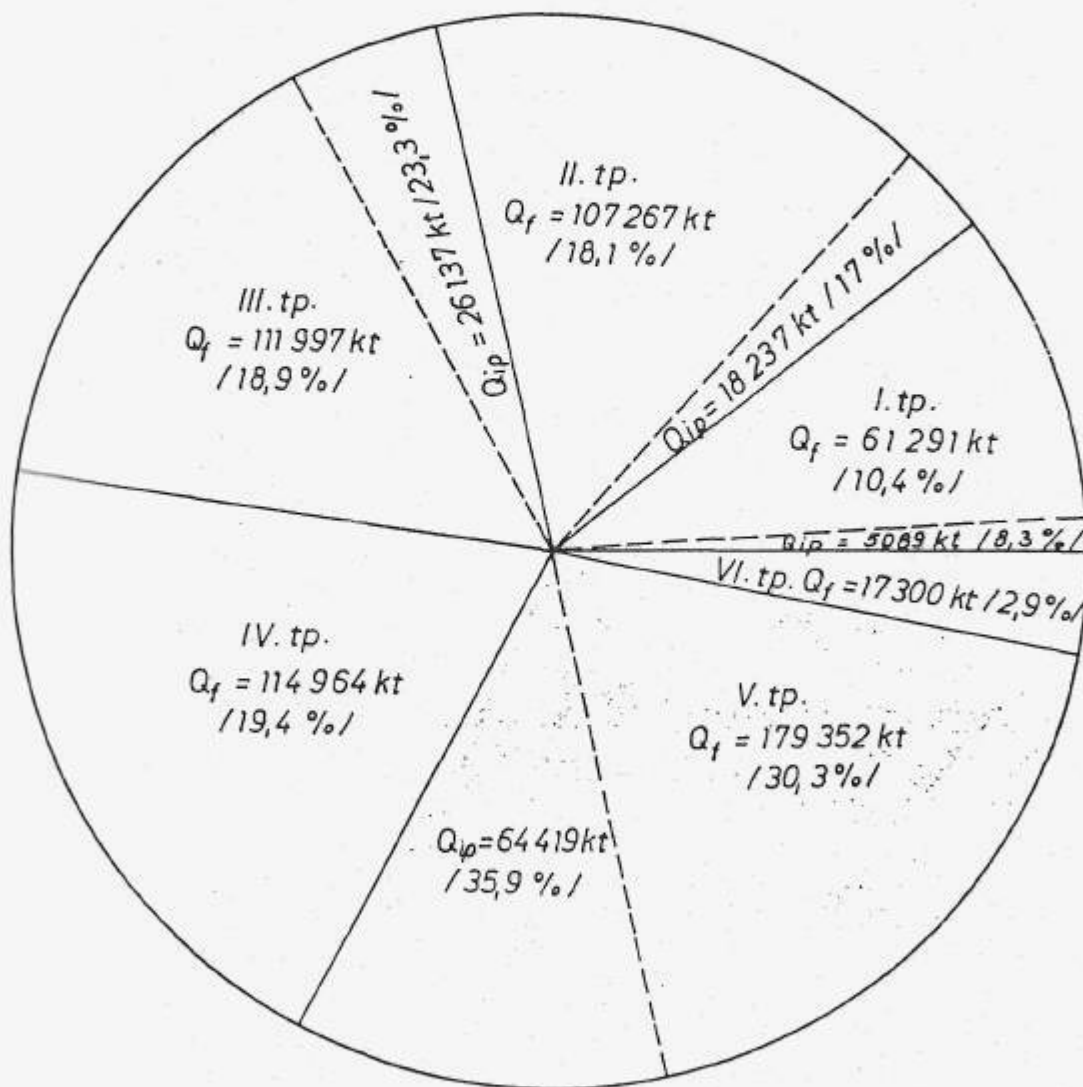 II. tp.
Q_f = 107 267 kt
/18,1 %/
Q_ip = 26 137 kt /23,3 %/
Q_ip = 18 237 kt / 17 %/
III. tp.
Q_f = 111 997 kt
/18,9 %/
I. tp.
Q_f = 61 291 kt
/10,4 %/
Q_ip = 5089 kt /8,3 %/
VI. tp. Q_f = 17 300 kt /2,9 %/
IV. tp.
Q_f = 114 964 kt
/19,4 %/
V. tp.
Q_f = 179 352 kt
/30,3 %/
Q_ip = 64 419 kt
/35,9 %/